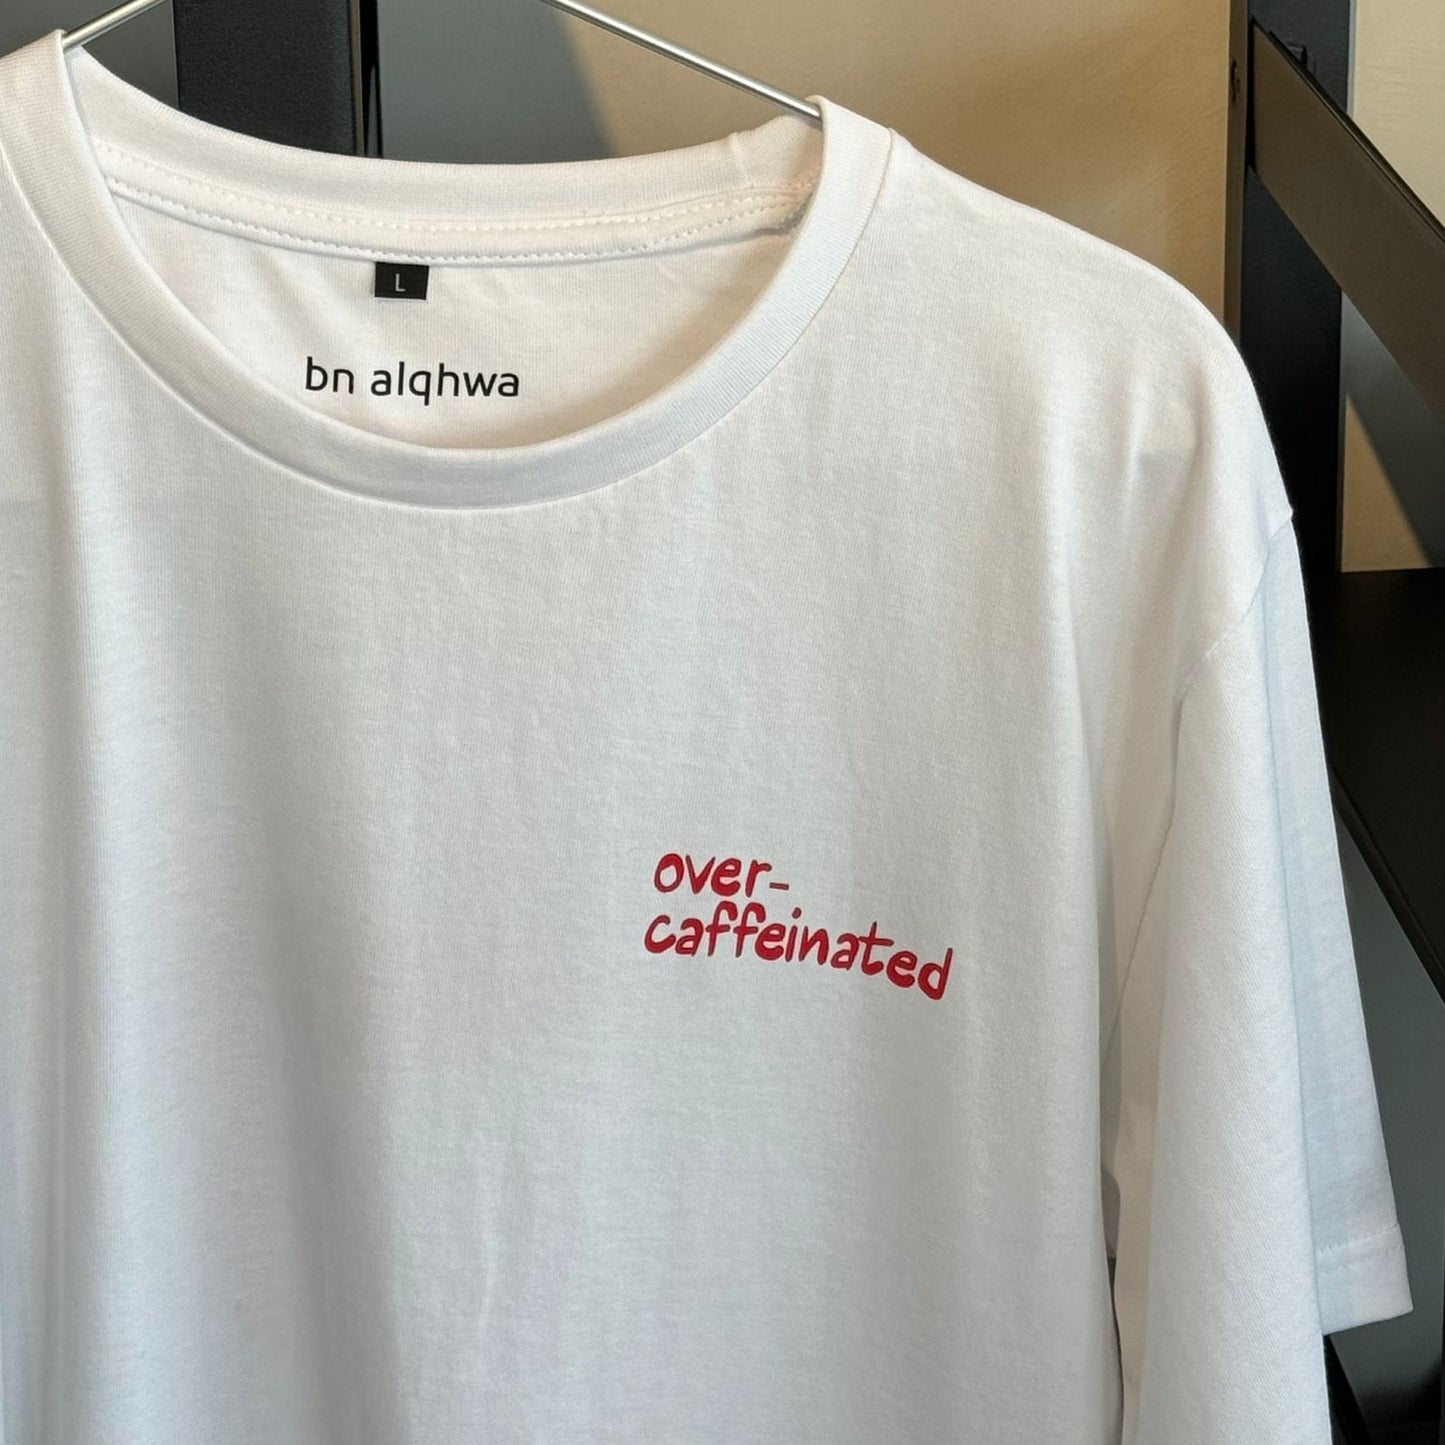 L
bn alqhwa
over-
caffeinated